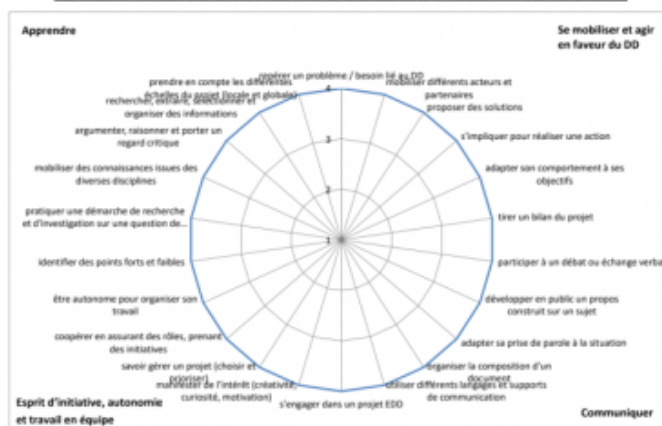 Apprendre
Se mobiliser et agir
en faveur du DD
repérer un problème / besoin lié au DD
mobiliser différents acteurs et
partenaires
proposer des solutions
s'impliquer pour réaliser une action
adapter son comportement à ses
objectifs
tirer un bilan du projet
participer à un débat ou échange verba
développer en public un propos
construit sur un sujet
adapter sa prise de parole à la situation
organiser la composition d'un
document
utiliser différents langages et supports
de communication
s'engager dans un projet EDD
manifester de l'intérêt (créativité,
curiosité, motivation)
savoir gérer un projet (choisir et
prioriser)
coopérer en assurant des rôles, prenant
des initiatives
être autonome pour organiser son
travail
identifier des points forts et faibles
pratiquer une démarche de recherche
et d'investigation sur une question de...
mobiliser des connaissances issues des
diverses disciplines
argumenter, raisonner et porter un
regard critique
rechercher, extraire, sélectionner et
organiser des informations
prendre en compte les différentes
échelles du projet (locale et globale)
4
3
2
1
Esprit d'initiative, autonomie
et travail en équipe
Communiquer